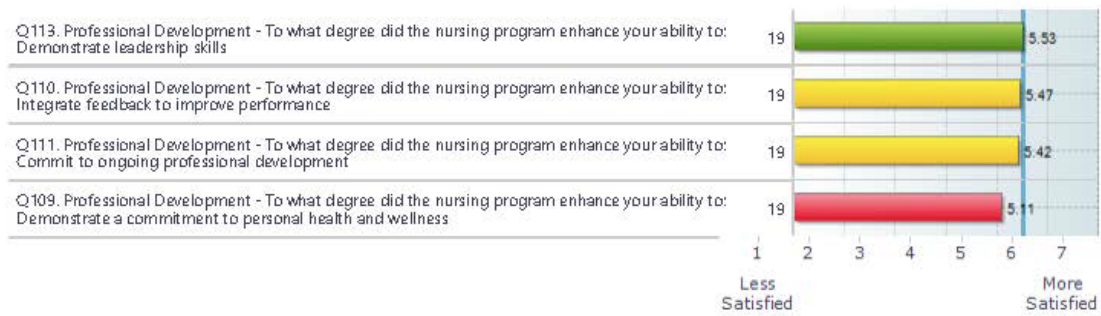 Q113. Professional Development - To what degree did the nursing program enhance your ability to:
Demonstrate leadership skills
19
5.53
Q110. Professional Development - To what degree did the nursing program enhance your ability to:
Integrate feedback to improve performance
19
5.47
Q111. Professional Development - To what degree did the nursing program enhance your ability to:
Commit to ongoing professional development
19
5.42
Q109. Professional Development - To what degree did the nursing program enhance your ability to:
Demonstrate a commitment to personal health and wellness
19
5.11
1 2 3 4 5 6 7
Less More
Satisfied Satisfied